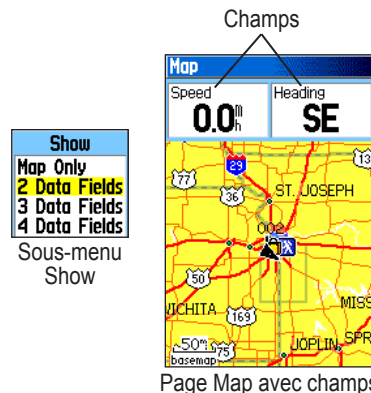 Champs
Map
Speed
Heading
0.0 m/h
SE
Show
Map Only
2 Data Fields
3 Data Fields
4 Data Fields
Sous-menu
Show
29
13
77
36
ST. JOSEPH
002
50
ICHITA
169
MISS
JOPLIN
SPR
50m
75
basemap
Page Map avec champs